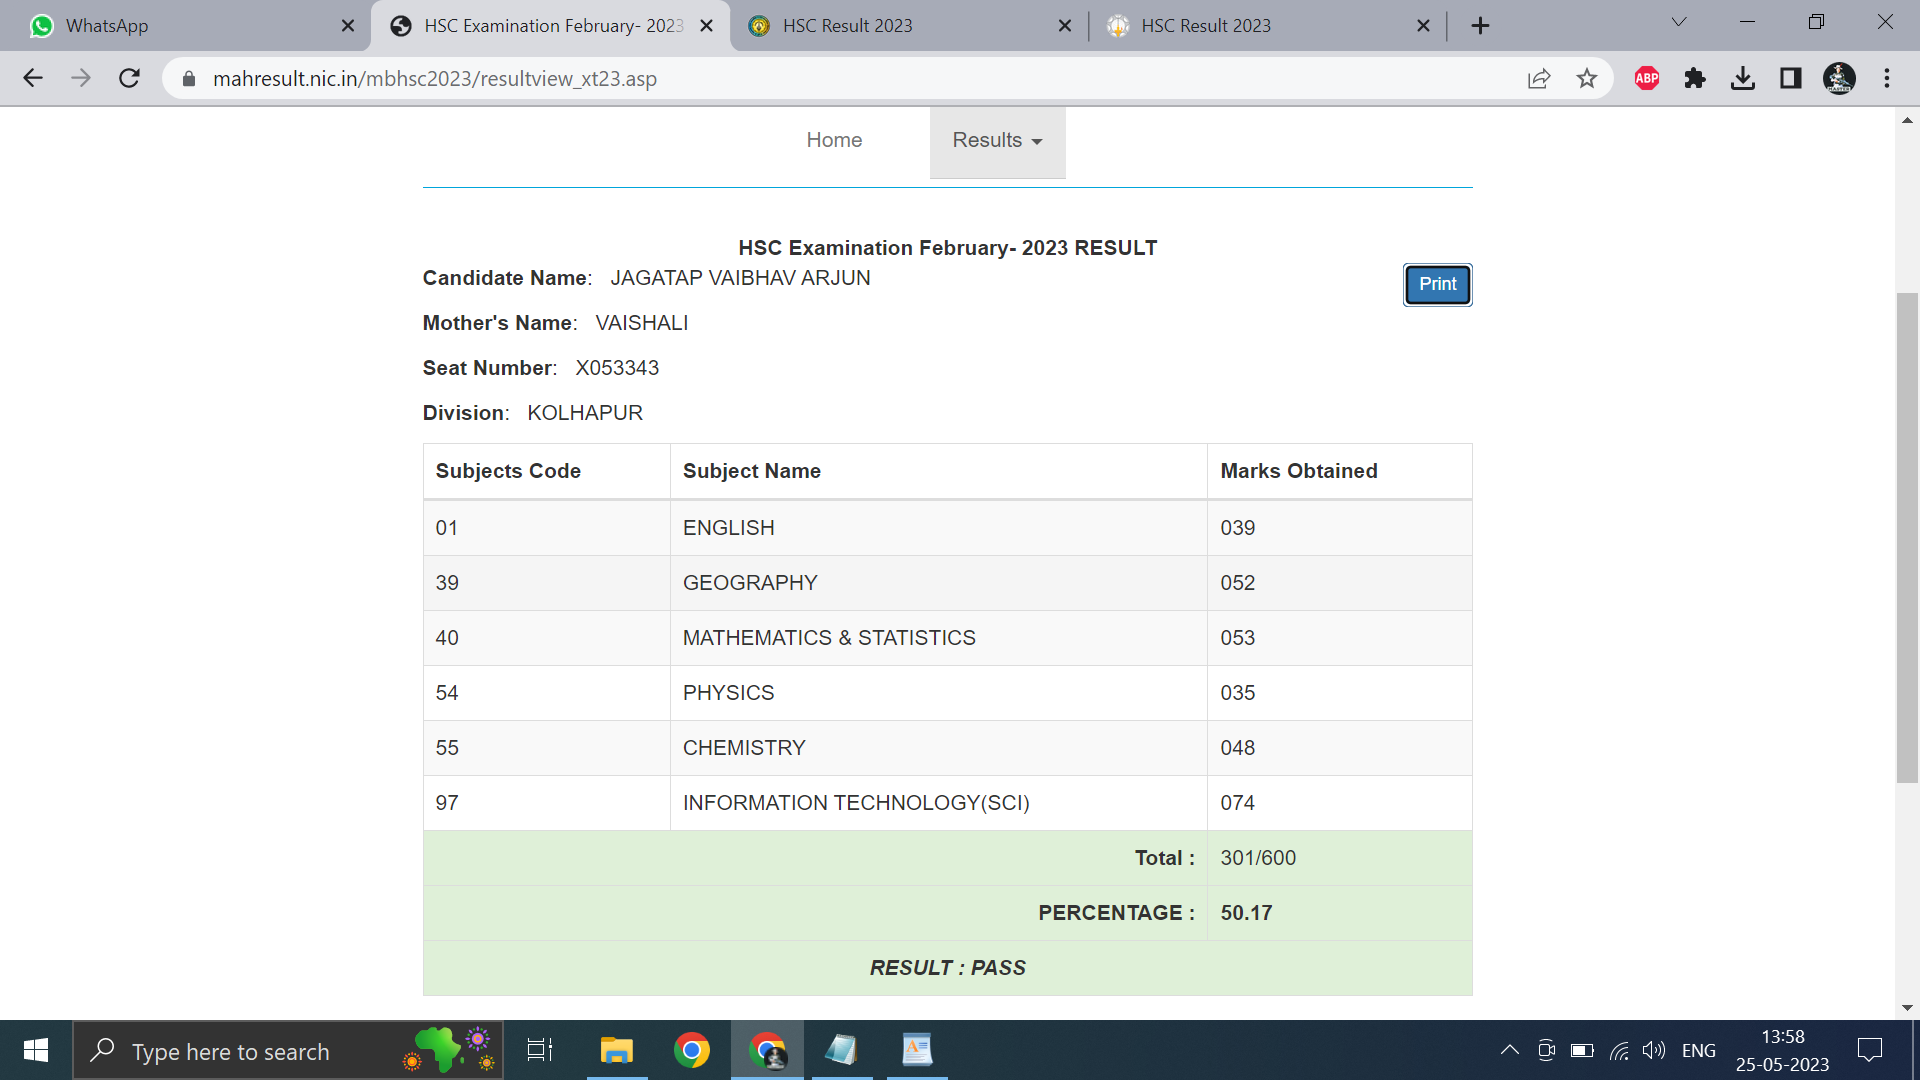 WhatsApp
HSC Examination February- 2023
HSC Result 2023
HSC Result 2023
mahresult.nic.in/mbhsc2023/resultview_xt23.asp
ABP
Home
Results
HSC Examination February- 2023 RESULT
Candidate Name: JAGATAP VAIBHAV ARJUN
Print
Mother's Name: VAISHALI
Seat Number: X053343
Division: KOLHAPUR
Subjects Code Subject Name Marks Obtained
01 ENGLISH 039
39 GEOGRAPHY 052
40 MATHEMATICS & STATISTICS 053
54 PHYSICS 035
55 CHEMISTRY 048
97 INFORMATION TECHNOLOGY(SCI) 074
Total : 301/600
PERCENTAGE : 50.17
RESULT : PASS
Type here to search
ENG
13:58
25-05-2023